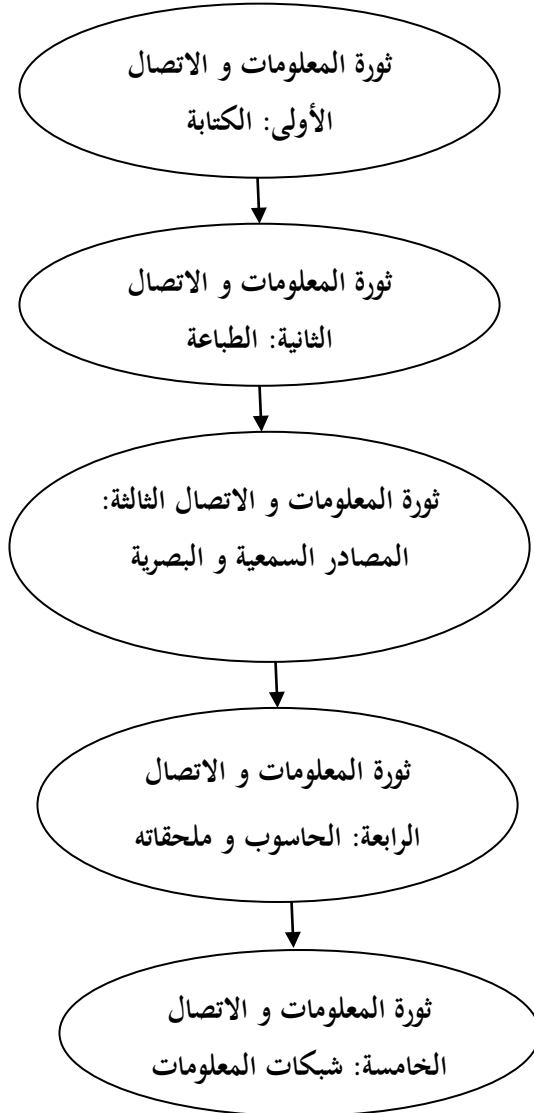 ثورة المعلومات و الاتصال
الأولى: الكتابة
ثورة المعلومات و الاتصال
الثانية: الطباعة
ثورة المعلومات و الاتصال الثالثة:
المصادر السمعية و البصرية
ثورة المعلومات و الاتصال
الرابعة: الحاسوب و ملحقاته
ثورة المعلومات و الاتصال
الخامسة: شبكات المعلومات